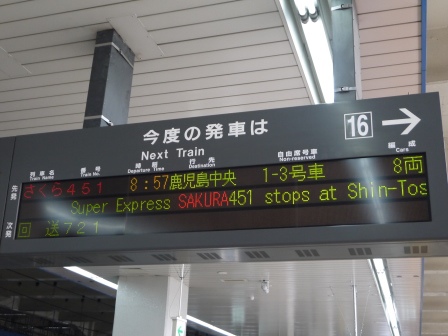 今度の発車は 16 →
Next Train
列車名 番号 時刻 行先 自由席号車 編成
Train Name Train No. Departure Time Destination Non-reserved Cars
先発 さくら451 8:57 鹿児島中央 1-3号車 8両
Super Express SAKURA451 stops at Shin-Tos
次発 回送721